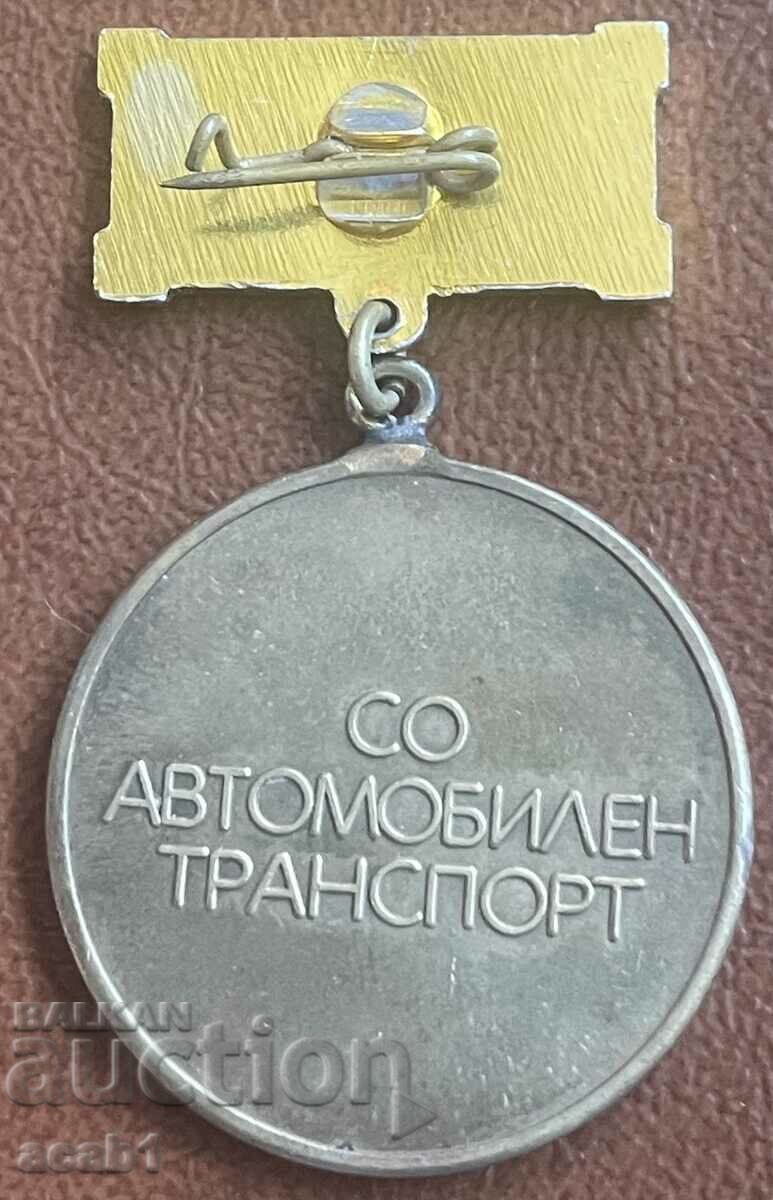 СО
АВТОМОБИЛЕН
ТРАНСПОРТ
BALKAN
auction
acab1